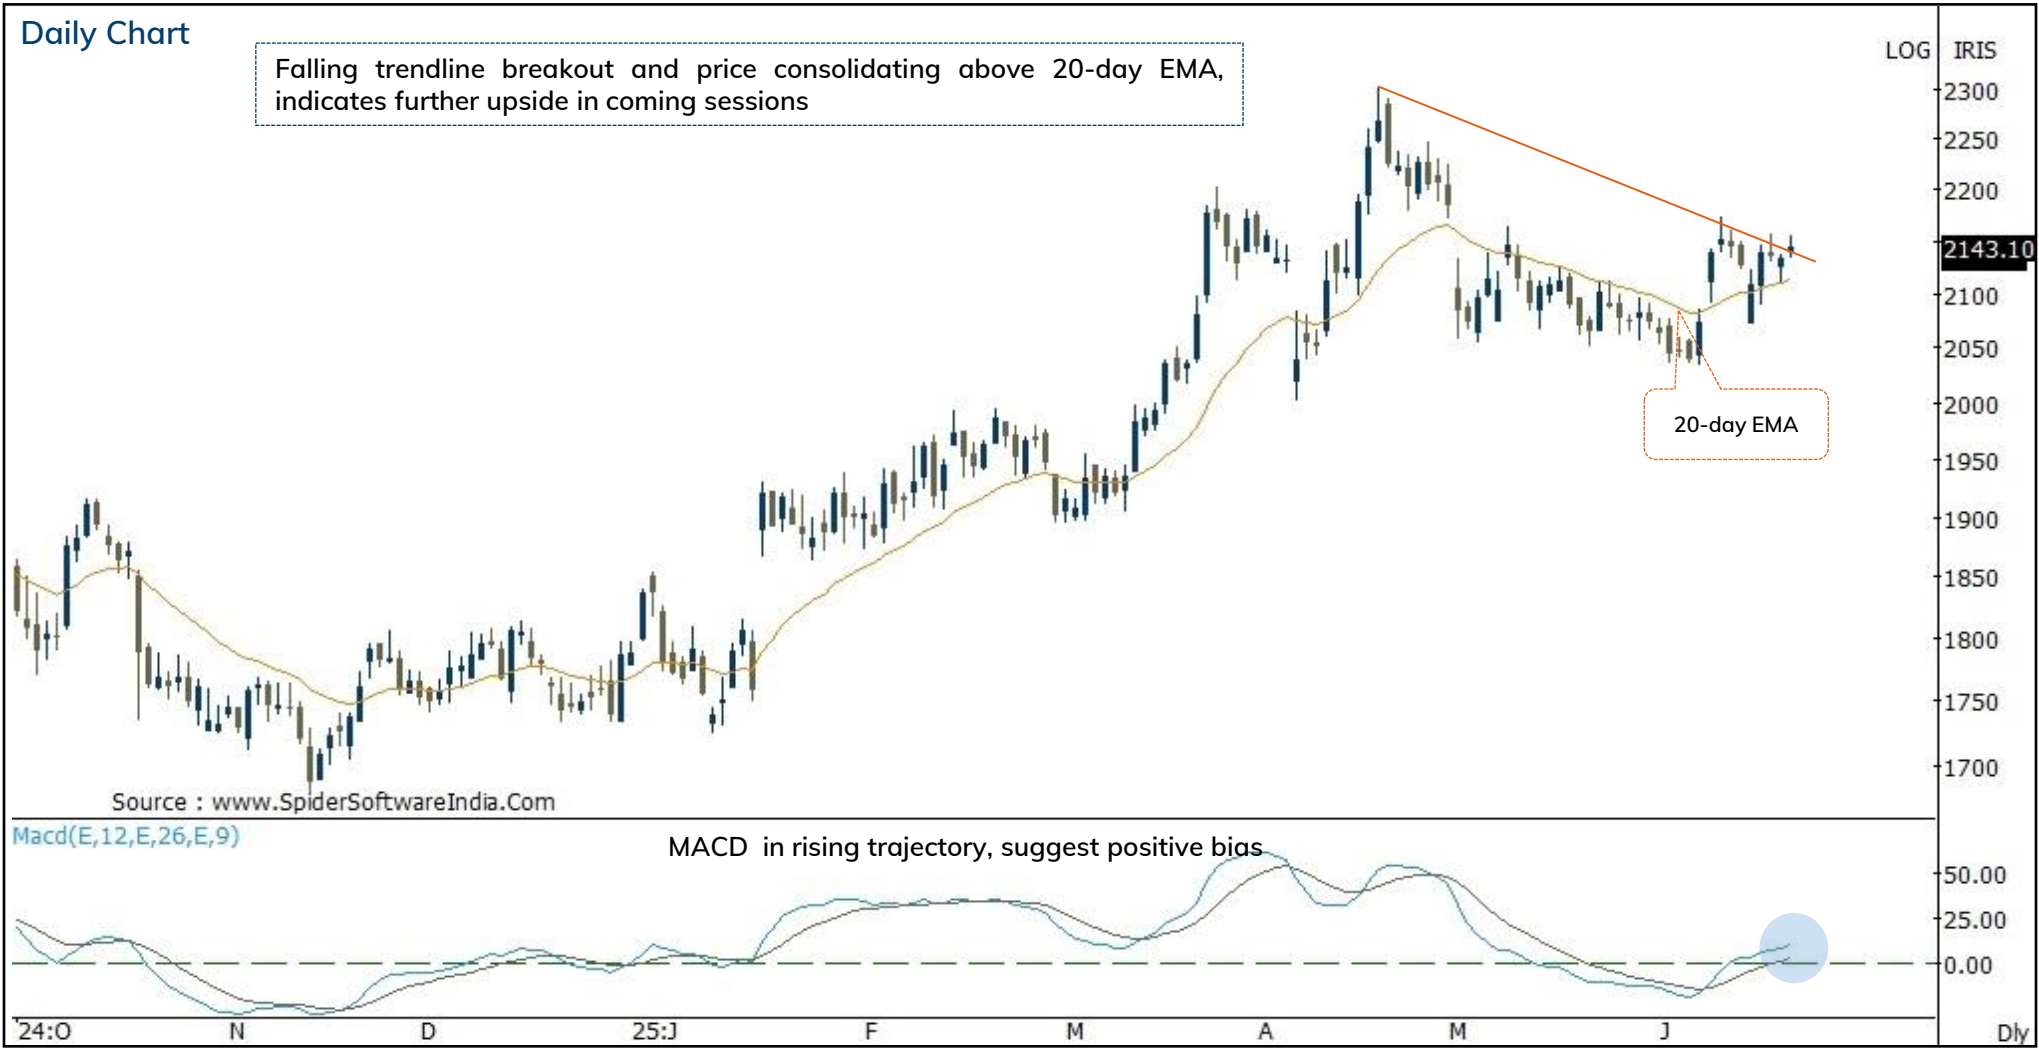 Daily Chart
Falling trendline breakout and price consolidating above 20-day EMA,
indicates further upside in coming sessions
LOG IRIS
2300
2250
2200
2143.10
2100
2050
2000
20-day EMA
1950
1900
1850
1800
1750
1700
Source : www.SpiderSoftwareIndia.Com
Macd(E,12,E,26,E,9)
MACD in rising trajectory, suggest positive bias
50.00
25.00
0.00
'24:O N D 25:J F M A M J Dly